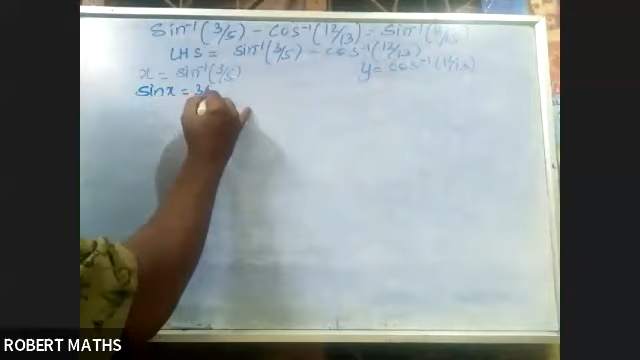 Sin⁻¹(3/5) - Cos⁻¹(12/13) = Sin⁻¹(
LHS = Sin⁻¹(3/5) - Cos⁻¹(12/13)
x = Sin⁻¹(3/5) y = Cos⁻¹(12/13)
Sinx = 3/
ROBERT MATHS